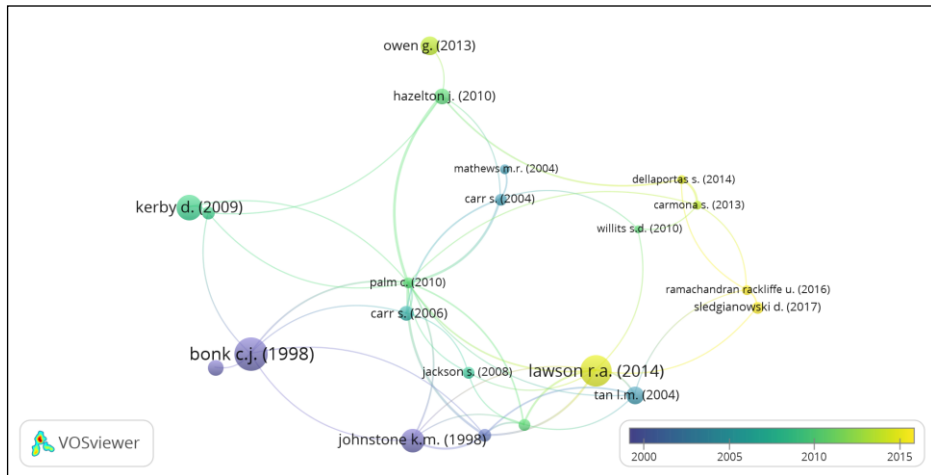 owen g. (2013)
hazelton j. (2010)
mathews m.r. (2004)
dellaportas s. (2014)
carr s. (2004)
kerby d. (2009)
carmona s. (2013)
willits s.d. (2010)
palm c. (2010)
ramachandran rackliffe u. (2016)
sledgianowski d. (2017)
carr s. (2006)
bonk c.j. (1998)
jackson s. (2008)
lawson r.a. (2014)
tan l.m. (2004)
johnstone k.m. (1998)
VOSviewer
2000 2005 2010 2015